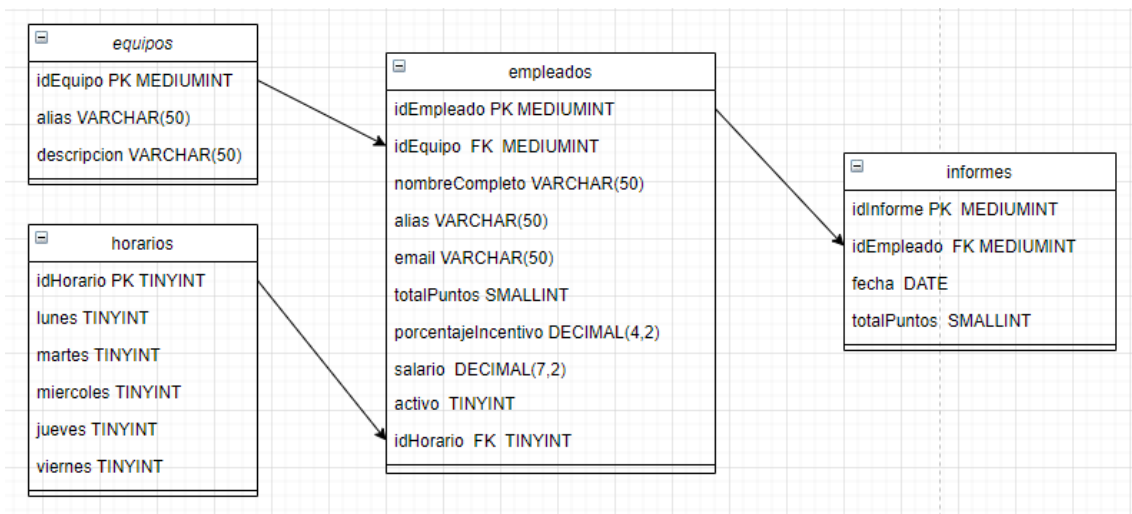 equipos
idEquipo PK MEDIUMINT
alias VARCHAR(50)
descripcion VARCHAR(50)
horarios
idHorario PK TINYINT
lunes TINYINT
martes TINYINT
miercoles TINYINT
jueves TINYINT
viernes TINYINT
empleados
idEmpleado PK MEDIUMINT
idEquipo FK MEDIUMINT
nombreCompleto VARCHAR(50)
alias VARCHAR(50)
email VARCHAR(50)
totalPuntos SMALLINT
porcentajeIncentivo DECIMAL(4,2)
salario DECIMAL(7,2)
activo TINYINT
idHorario FK TINYINT
informes
idInforme PK MEDIUMINT
idEmpleado FK MEDIUMINT
fecha DATE
totalPuntos SMALLINT